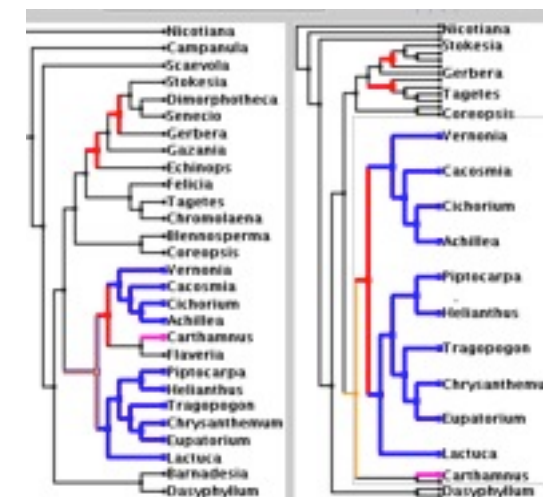 Nicotiana
Campanula
Scaevola
Stokesia
Dimorphotheca
Senecio
Gerbera
Gazania
Echinops
Felicia
Tagetes
Chromolaena
Blennosperma
Coreopsis
Vernonia
Cacosmia
Cichorium
Achillea
Carthamnus
Flaveria
Piptocarpa
Helianthus
Tragopogon
Chrysanthemum
Eupatorium
Lactuca
Barnadesia
Dasyphyllum
Nicotiana
Stokesia
Gerbera
Tagetes
Coreopsis
Vernonia
Cacosmia
Cichorium
Achillea
Piptocarpa
Helianthus
Tragopogon
Chrysanthemu
Eupatorium
Lactuca
Carthamnus
Dasyphyllum